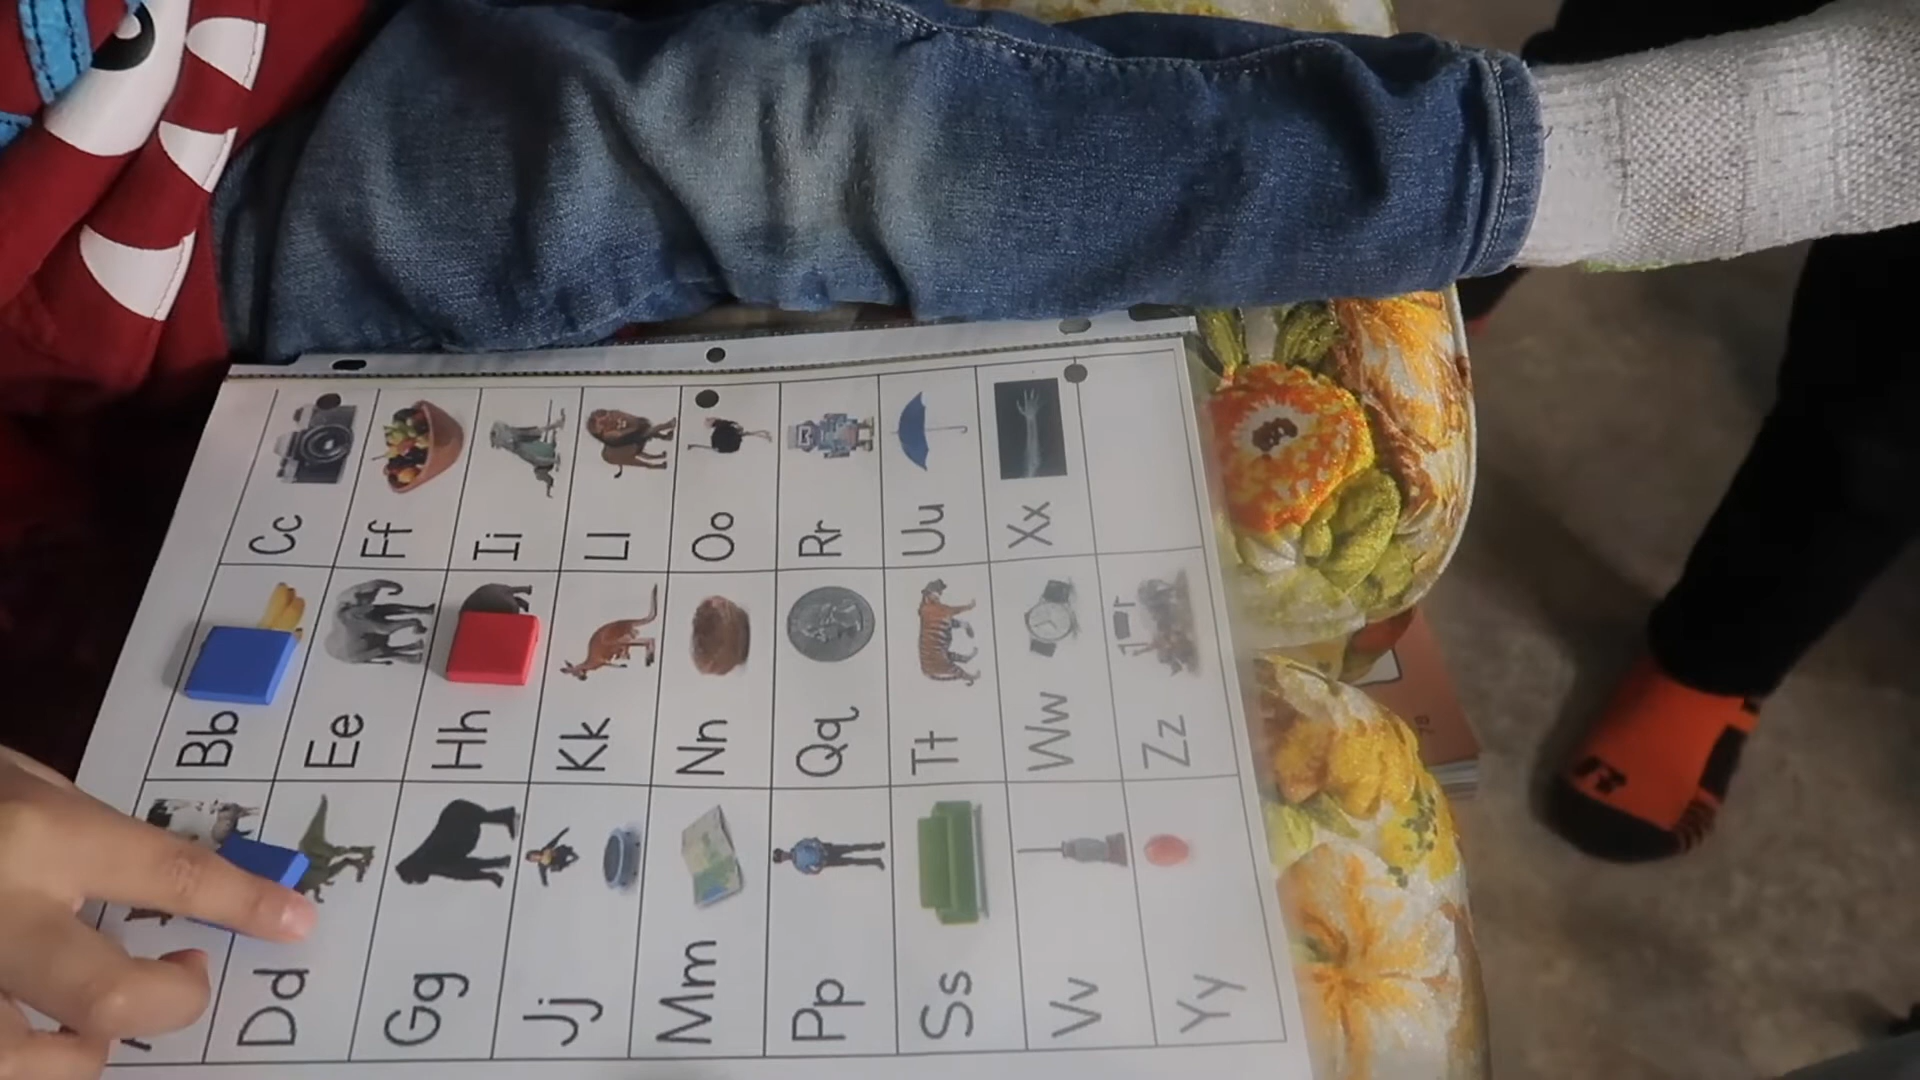 Bb Cc
Dd Ee Ff
Gg Hh Ii
Jj Kk Ll
Mm Nn Oo
Pp Qq Rr
Ss Tt Uu
Vv Ww Xx
Yy Zz